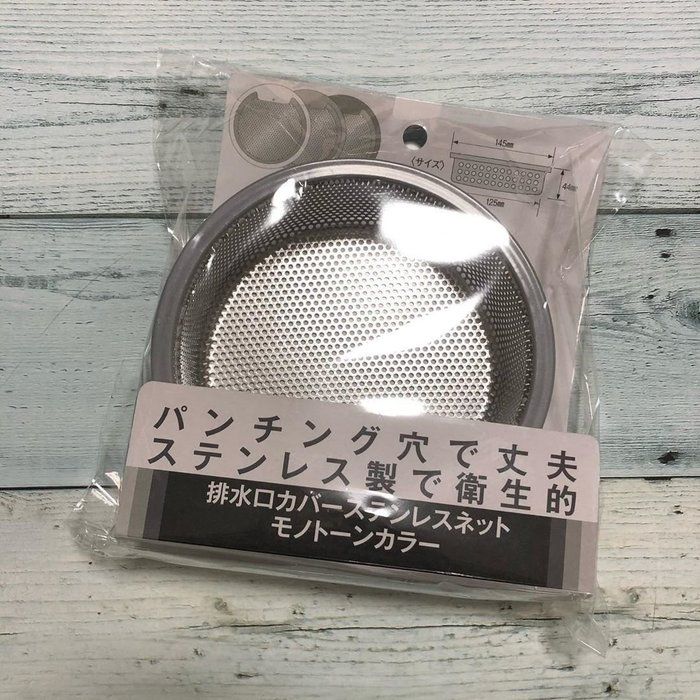 145㎜
〈サイズ〉
44㎜
125㎜
パンチング穴で丈夫
ステンレス製で衛生的
排水口カバーステンレスネット
モノトーンカラー